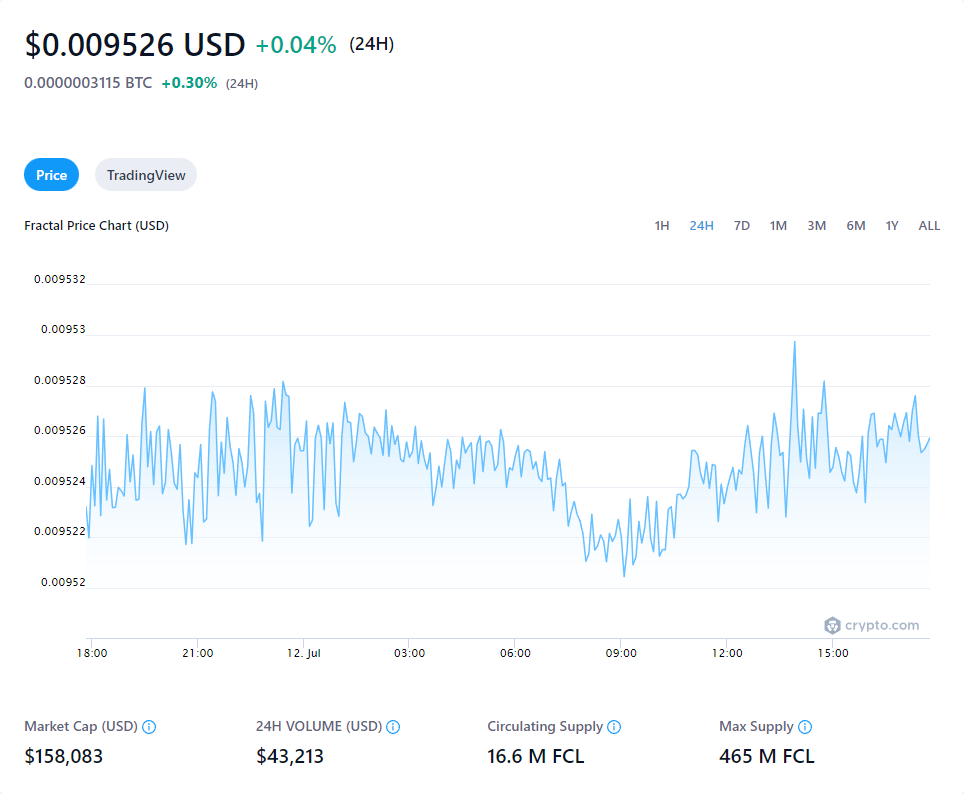 $0.009526 USD +0.04% (24H)
0.0000003115 BTC +0.30% (24H)
Price TradingView
Fractal Price Chart (USD) 1H 24H 7D 1M 3M 6M 1Y ALL
0.009532
0.00953
0.009528
0.009526
0.009524
0.009522
0.00952
crypto.com
18:00 21:00 12. Jul 03:00 06:00 09:00 12:00 15:00
Market Cap (USD) 24H VOLUME (USD) Circulating Supply Max Supply
$158,083 $43,213 16.6 M FCL 465 M FCL